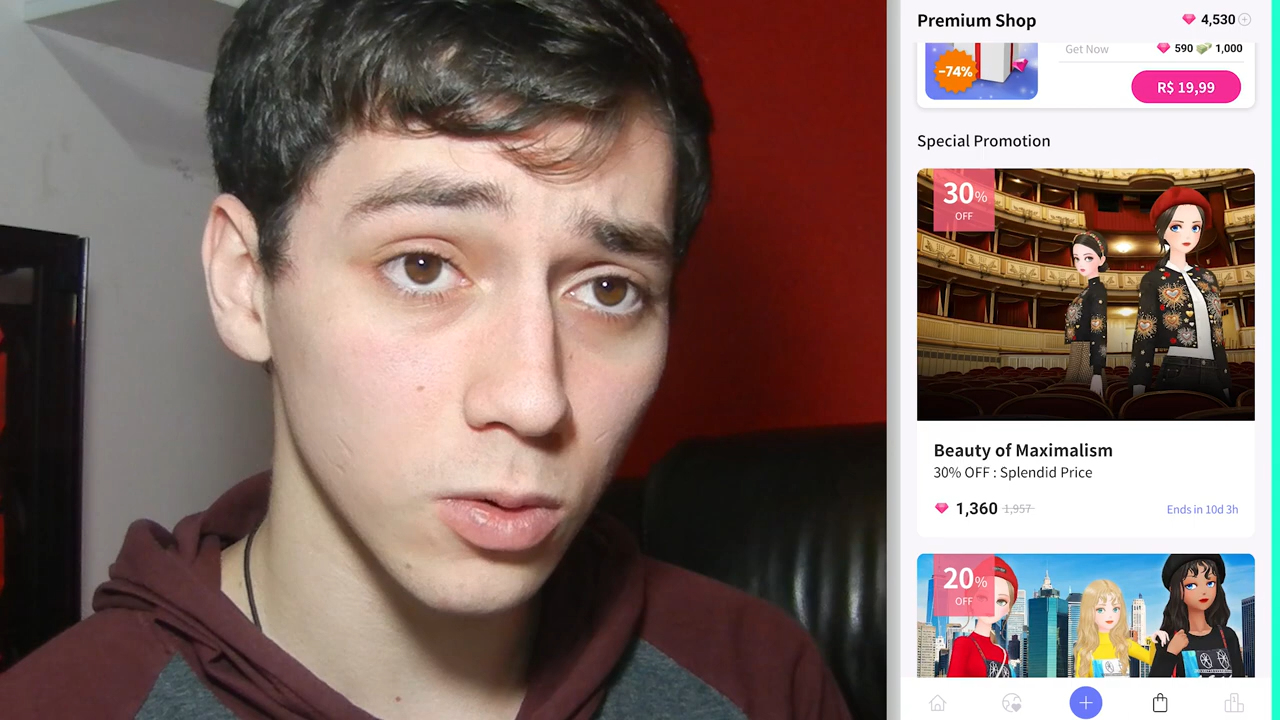 Premium Shop
4,530
Get Now
590 1,000
-74%
R$ 19,99
Special Promotion
30%
OFF
Beauty of Maximalism
30% OFF : Splendid Price
1,360 1,957
Ends in 10d 3h
20%
OFF